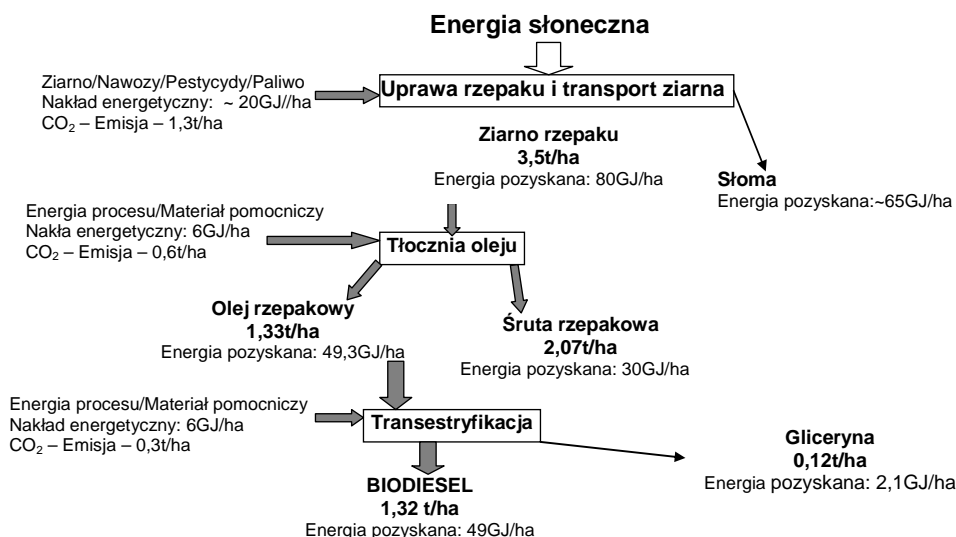 Energia słoneczna
Ziarno/Nawozy/Pestycydy/Paliwo
Nakład energetyczny: ~ 20GJ//ha
CO₂ – Emisja – 1,3t/ha
Uprawa rzepaku i transport ziarna
Ziarno rzepaku
3,5t/ha
Energia pozyskana: 80GJ/ha
Słoma
Energia pozyskana:~65GJ/ha
Energia procesu/Materiał pomocniczy
Nakła energetyczny: 6GJ/ha
CO₂ – Emisja – 0,6t/ha
Tłocznia oleju
Olej rzepakowy
1,33t/ha
Energia pozyskana: 49,3GJ/ha
Śruta rzepakowa
2,07t/ha
Energia pozyskana: 30GJ/ha
Energia procesu/Materiał pomocniczy
Nakład energetyczny: 6GJ/ha
CO₂ – Emisja – 0,3t/ha
Transestryfikacja
Gliceryna
0,12t/ha
Energia pozyskana: 2,1GJ/ha
BIODIESEL
1,32 t/ha
Energia pozyskana: 49GJ/ha